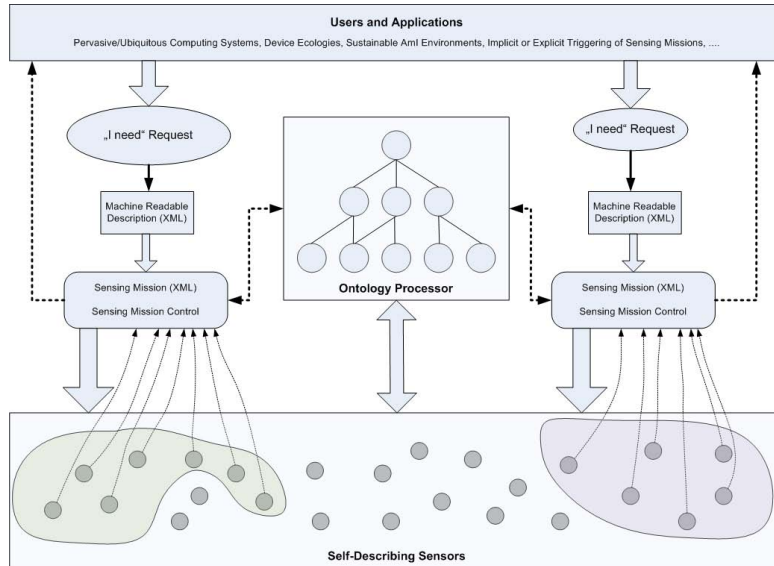 Users and Applications
Pervasive/Ubiquitous Computing Systems, Device Ecologies, Sustainable AmI Environments, Implicit or Explicit Triggering of Sensing Missions, ....
„I need“ Request
„I need“ Request
Machine Readable
Description (XML)
Machine Readable
Description (XML)
Sensing Mission (XML)
Sensing Mission Control
Ontology Processor
Sensing Mission (XML)
Sensing Mission Control
Self-Describing Sensors